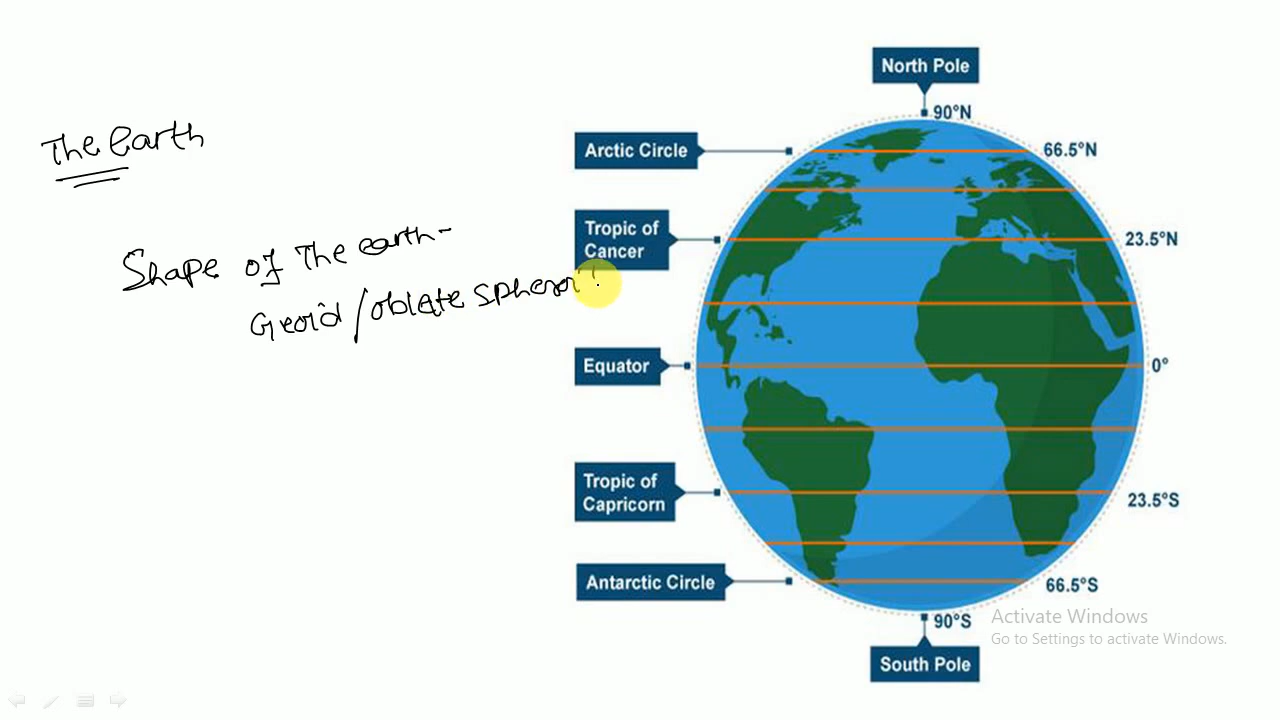 The Earth
Shape of The earth-
Geoid/oblate spheroi
North Pole
90°N
Arctic Circle
66.5°N
Tropic of
Cancer
23.5°N
Equator
0°
Tropic of
Capricorn
23.5°S
Antarctic Circle
66.5°S
90°S
South Pole
Activate Windows
Go to Settings to activate Windows.